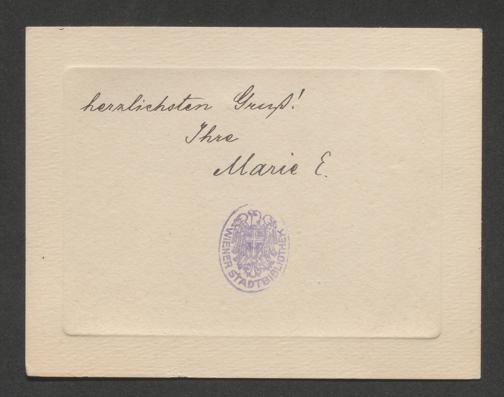 herzlichsten Gruß!
Ihre
Marie E.
WIENER STADTBIBLIOTHEK